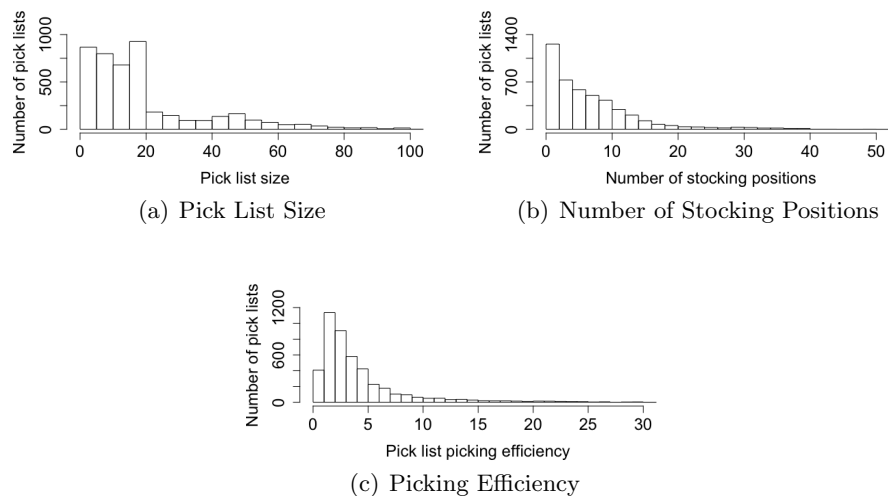 Number of pick lists
0 500 1000
0 20 40 60 80 100
Pick list size
(a) Pick List Size
Number of pick lists
0 700 1400
0 10 20 30 40 50
Number of stocking positions
(b) Number of Stocking Positions
Number of pick lists
0 600 1200
0 5 10 15 20 25 30
Pick list picking efficiency
(c) Picking Efficiency